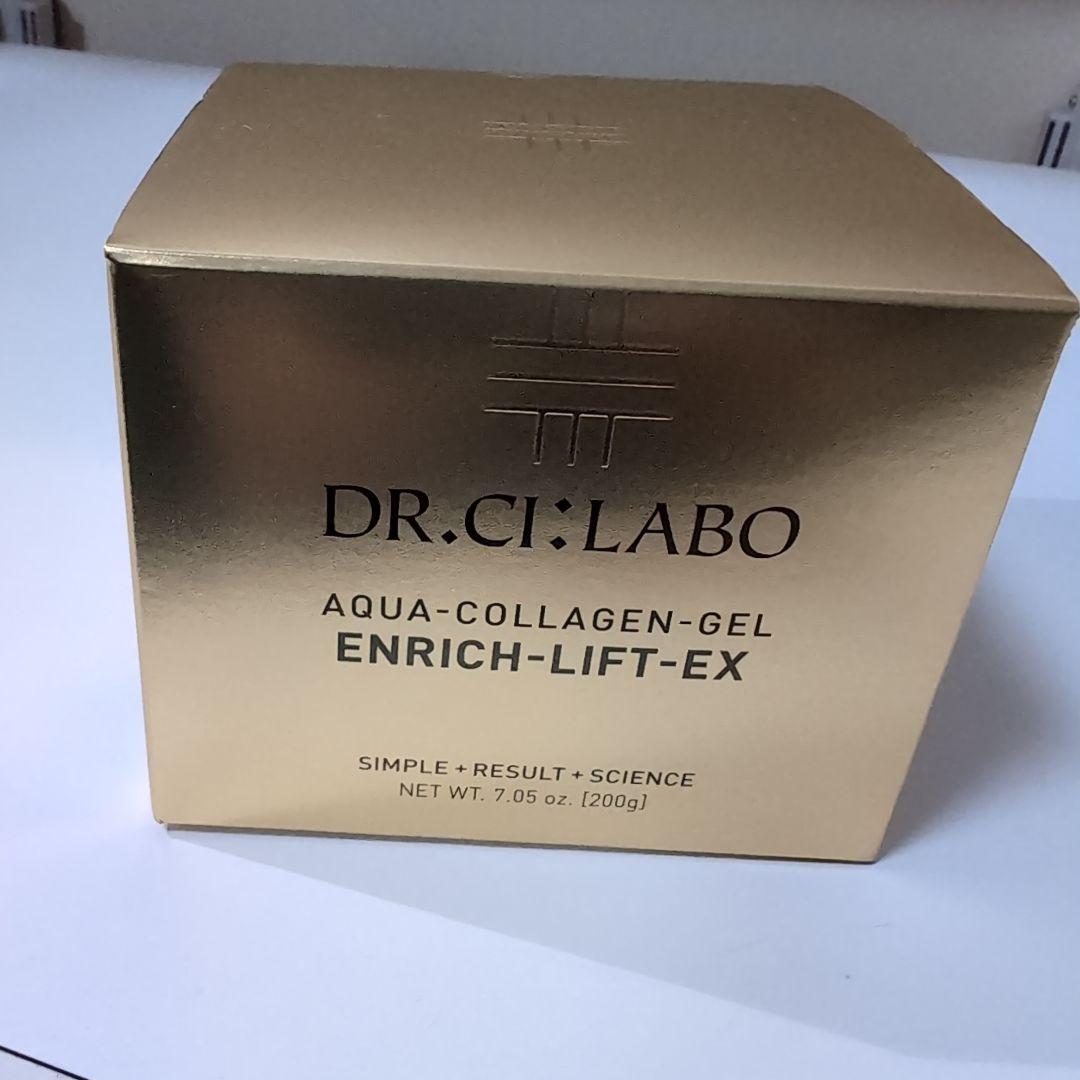 DR.CI:LABO
AQUA-COLLAGEN-GEL
ENRICH-LIFT-EX
SIMPLE + RESULT + SCIENCE
NET WT. 7.05 oz. [200g]